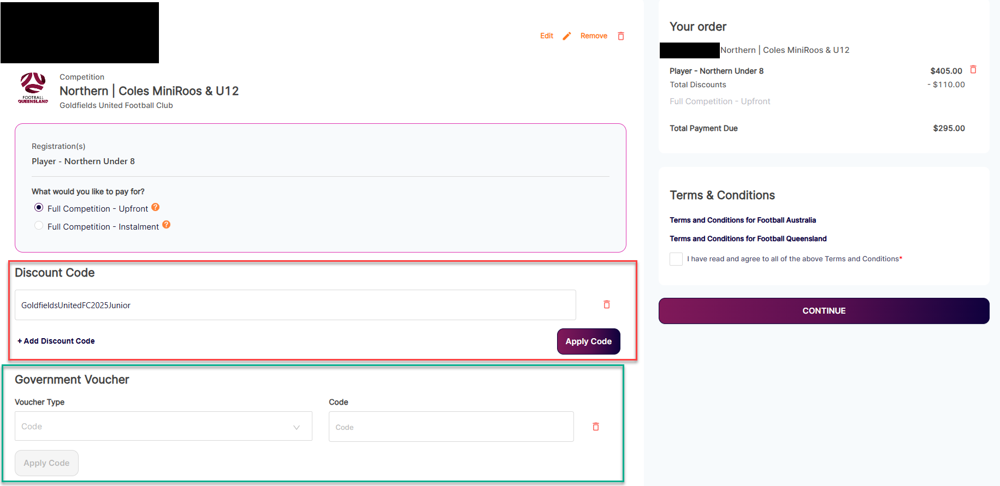 Edit
Remove
FOOTBALL
QUEENSLAND
Competition
Northern | Coles MiniRoos & U12
Goldfields United Football Club
Registration(s)
Player - Northern Under 8
What would you like to pay for?
Full Competition - Upfront ?
Full Competition - Instalment ?
Discount Code
GoldfieldsUnitedFC2025Junior
+ Add Discount Code
Apply Code
Government Voucher
Voucher Type
Code
Code
Code
Apply Code
Your order
Northern | Coles MiniRoos & U12
Player - Northern Under 8 $405.00
Total Discounts - $110.00
Full Competition - Upfront
Total Payment Due $295.00
Terms & Conditions
Terms and Conditions for Football Australia
Terms and Conditions for Football Queensland
I have read and agree to all of the above Terms and Conditions*
CONTINUE